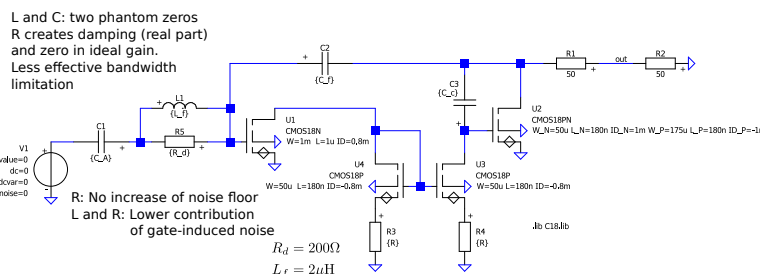 L and C: two phantom zeros
R creates damping (real part)
and zero in ideal gain.
Less effective bandwidth
limitation
C2
{C_f}
R1
50
out
R2
50
C3
{C_c}
L1
{L_f}
R5
{R_d}
C1
{C_A}
V1
value=0
dc=0
dcvar=0
noise=0
U1
CMOS18N
W=1m L=1u ID=0,8m
U2
CMOS18PN
W_N=50u L_N=180n ID_N=1m W_P=175u L_P=180n ID_P=-1
U4
CMOS18P
W=50u L=180n ID=-0.8m
U3
CMOS18P
W=50u L=180n ID=-0.8m
R: No increase of noise floor
L and R: Lower contribution
of gate-induced noise
R3
{R}
R4
{R}
.lib C18.lib
R_d = 200Ω
L_f = 2μH